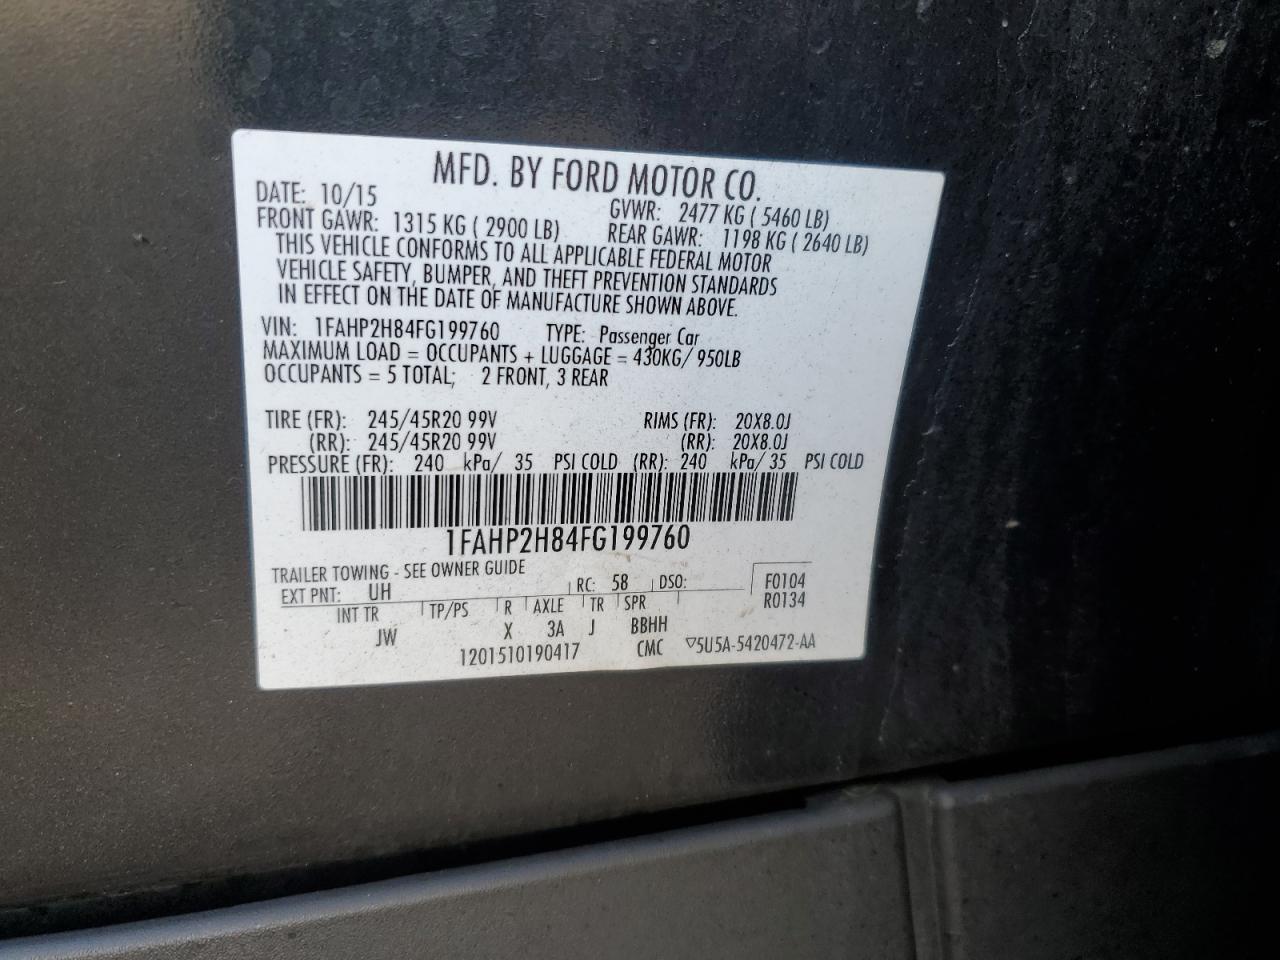 MFD. BY FORD MOTOR CO.
DATE: 10/15 GVWR: 2477 KG ( 5460 LB)
FRONT GAWR: 1315 KG ( 2900 LB) REAR GAWR: 1198 KG ( 2640 LB)
THIS VEHICLE CONFORMS TO ALL APPLICABLE FEDERAL MOTOR
VEHICLE SAFETY, BUMPER, AND THEFT PREVENTION STANDARDS
IN EFFECT ON THE DATE OF MANUFACTURE SHOWN ABOVE.
VIN: 1FAHP2H84FG199760 TYPE: Passenger Car
MAXIMUM LOAD = OCCUPANTS + LUGGAGE = 430KG/ 950LB
OCCUPANTS = 5 TOTAL; 2 FRONT, 3 REAR
TIRE (FR): 245/45R20 99V RIMS (FR): 20X8.0J
(RR): 245/45R20 99V (RR): 20X8.0J
PRESSURE (FR): 240 kPa/ 35 PSI COLD (RR): 240 kPa/ 35 PSI COLD
1FAHP2H84FG199760
TRAILER TOWING - SEE OWNER GUIDE
EXT PNT: UH RC: 58 DSO: F0104
INT TR TP/PS R AXLE TR SPR R0134
JW X 3A J BBHH
1201510190417 CMC ▽5U5A-5420472-AA